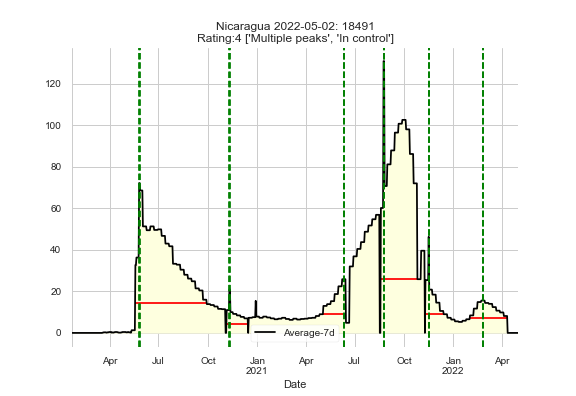 Nicaragua 2022-05-02: 18491
Rating:4 ['Multiple peaks', 'In control']
120
100
80
60
40
20
0
Average-7d
Apr Jul Oct Jan Apr Jul Oct Jan Apr
2021 2022
Date